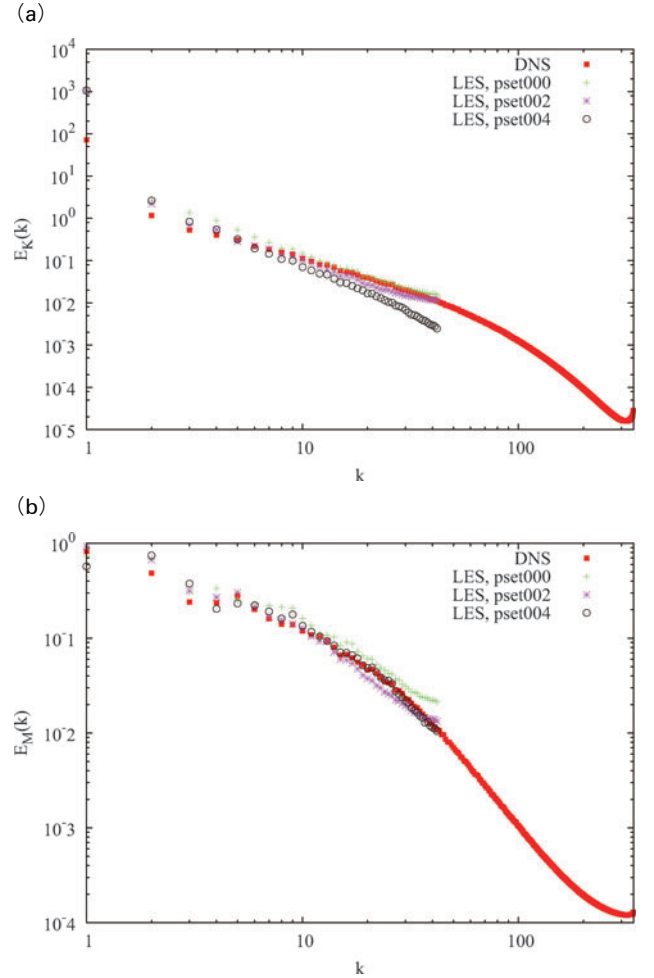 (a)
10^4
10^3
10^2
10^1
10^0
10^-1
10^-2
10^-3
10^-4
10^-5
E_K(k)
DNS
LES, pset000
LES, pset002
LES, pset004
1
10
100
k
(b)
10^0
10^-1
10^-2
10^-3
10^-4
E_M(k)
DNS
LES, pset000
LES, pset002
LES, pset004
1
10
100
k